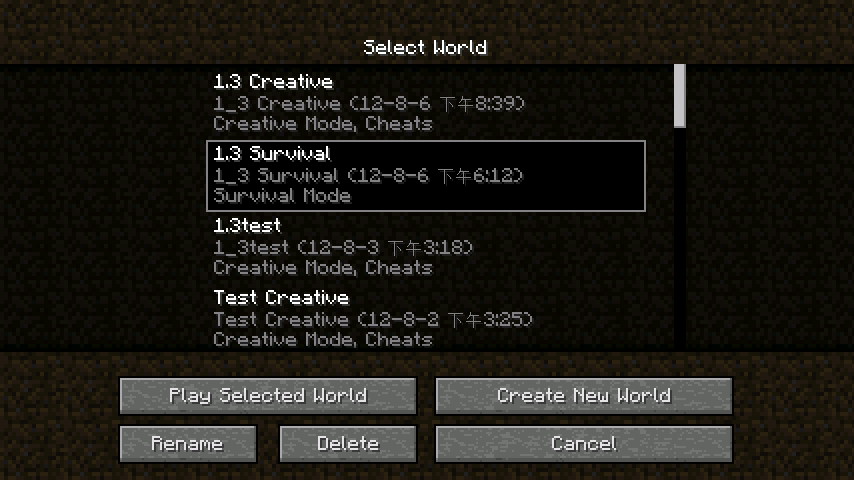 Select World
1.3 Creative
1_3 Creative (12-8-6 下午8:39)
Creative Mode, Cheats
1.3 Survival
1_3 Survival (12-8-6 下午6:12)
Survival Mode
1.3test
1_3test (12-8-3 下午3:18)
Creative Mode, Cheats
Test Creative
Test Creative (12-8-2 下午3:25)
Creative Mode, Cheats
Play Selected World
Create New World
Rename
Delete
Cancel